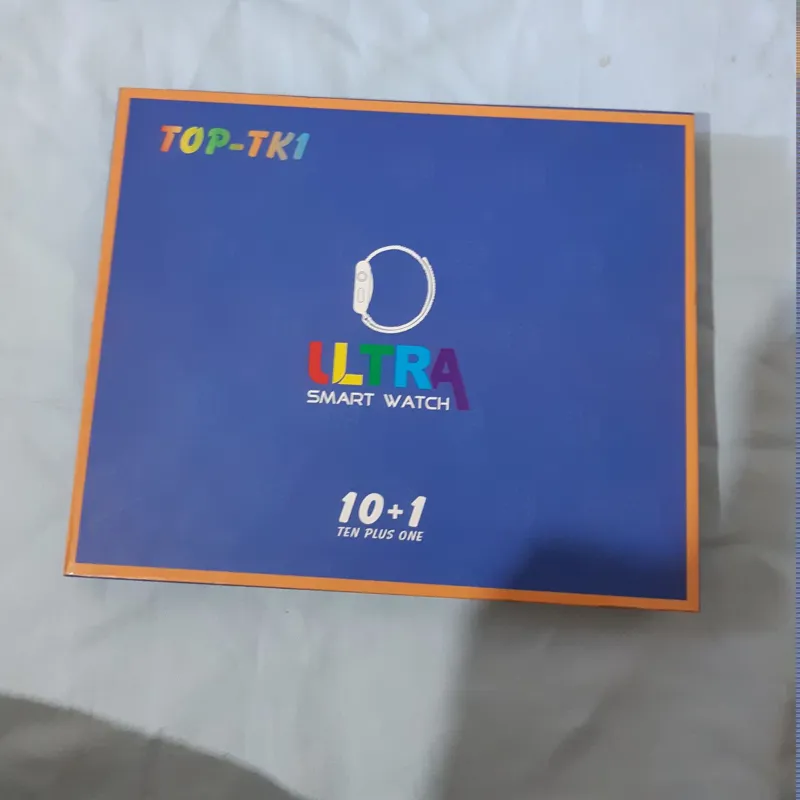 TOP-TK1
ULTRA
SMART WATCH
10+1
TEN PLUS ONE